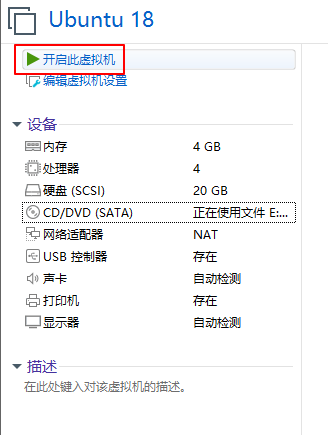 Ubuntu 18
开启此虚拟机
编辑虚拟机设置
设备
内存 4 GB
处理器 4
硬盘 (SCSI) 20 GB
CD/DVD (SATA) 正在使用文件 E:...
网络适配器 NAT
USB 控制器 存在
声卡 自动检测
打印机 存在
显示器 自动检测
描述
在此处键入对该虚拟机的描述。